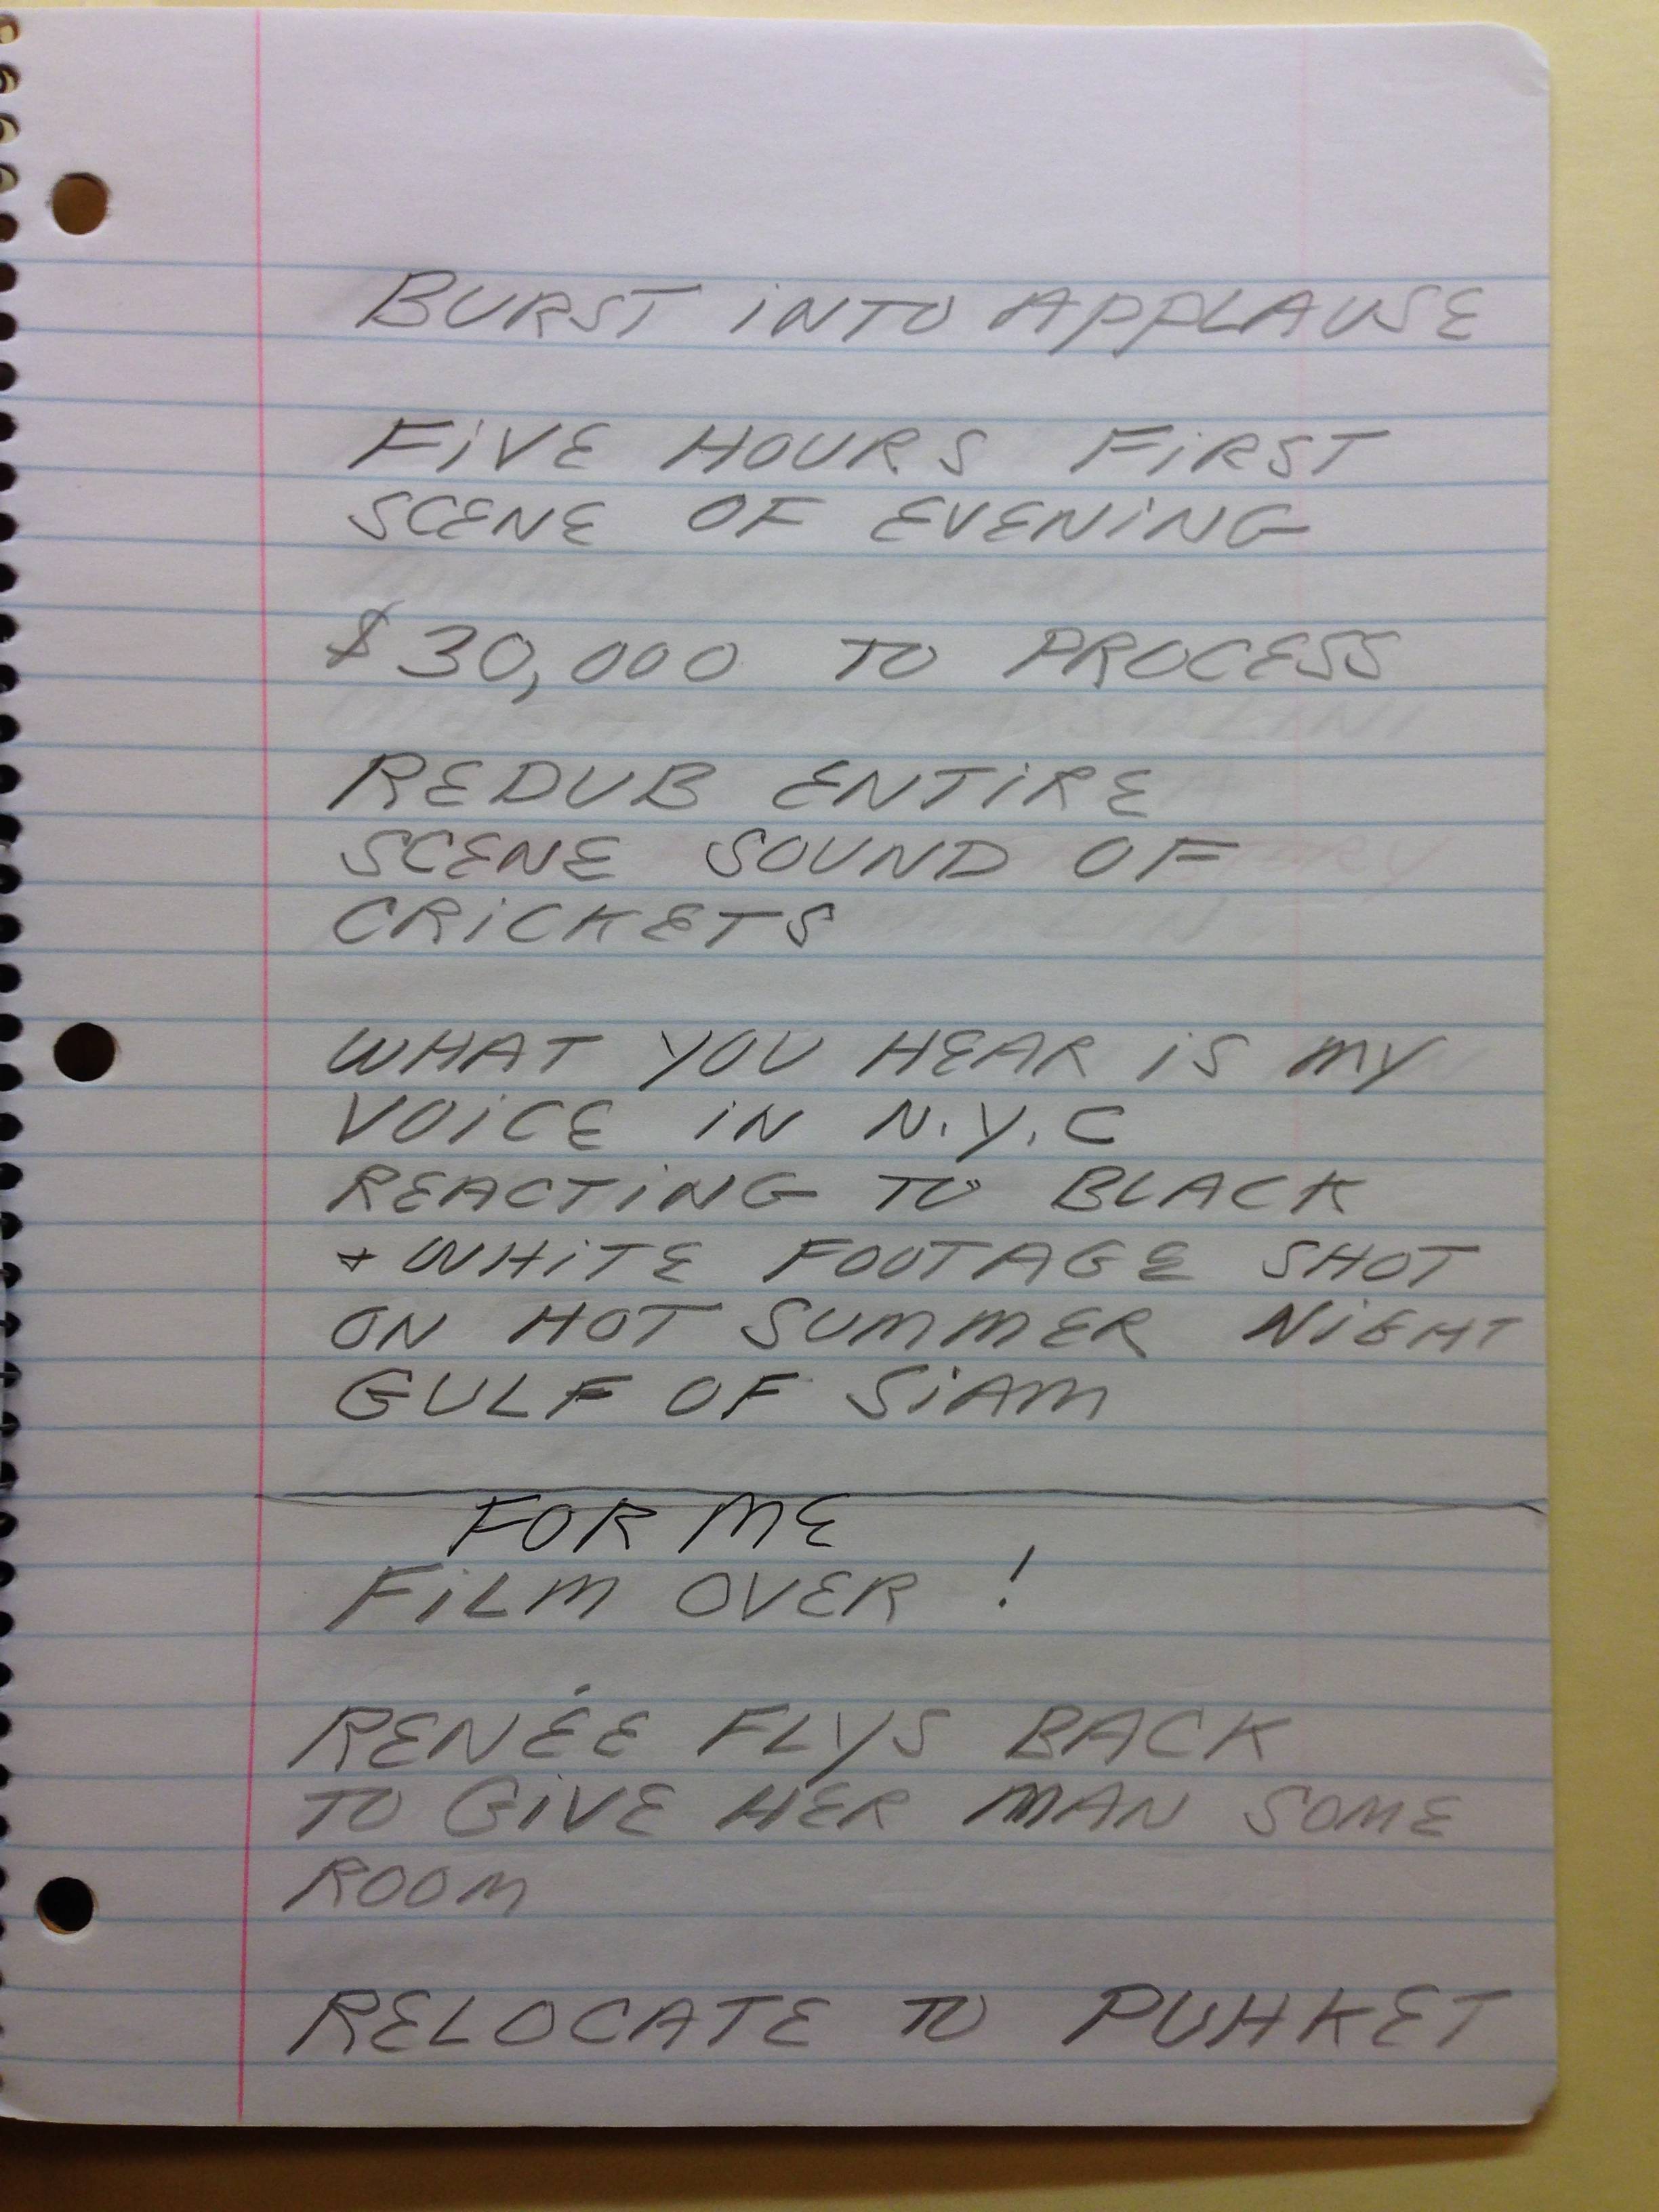 BURST INTO APPLAUSE
FIVE HOURS FIRST
SCENE OF EVENING
$30,000 TO PROCESS
REDUB ENTIRE
SCENE SOUND OF
CRICKETS
WHAT YOU HEAR IS MY
VOICE IN N.Y.C
REACTING TO BLACK
+ WHITE FOOTAGE SHOT
ON HOT SUMMER NIGHT
GULF OF SIAM
FOR ME
FILM OVER !
RENÉE FLYS BACK
TO GIVE HER MAN SOME
ROOM
RELOCATE TO PUHKET